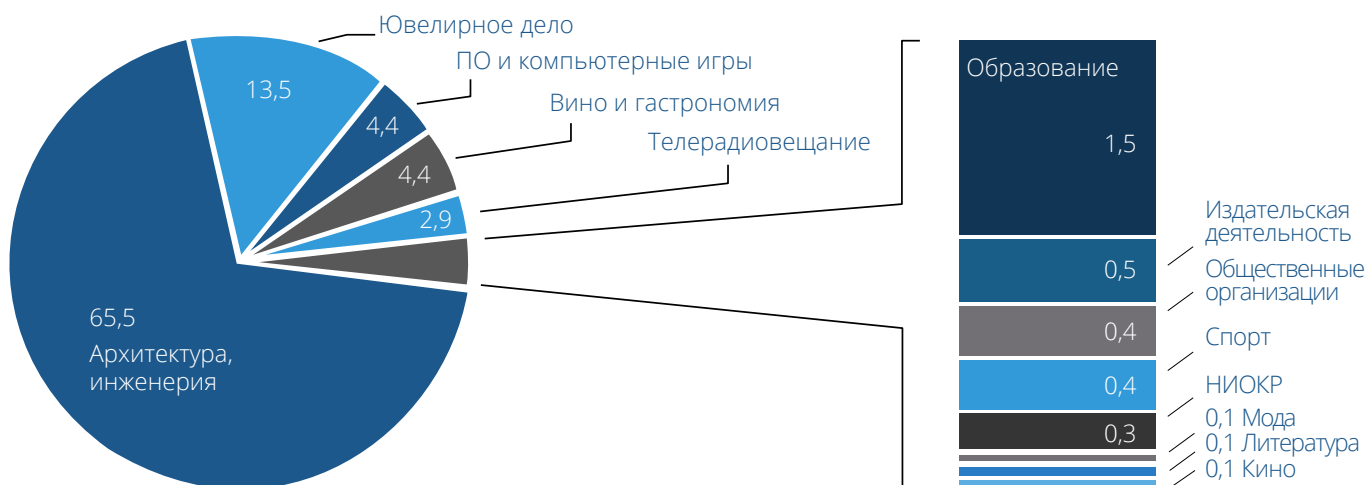 Ювелирное дело
ПО и компьютерные игры
Вино и гастрономия
Телерадиовещание
13,5
4,4
4,4
2,9
65,5
Архитектура,
инженерия
Образование
1,5
0,5
0,4
0,4
0,3
Издательская
деятельность
Общественные
организации
Спорт
НИОКР
0,1 Мода
0,1 Литература
0,1 Кино